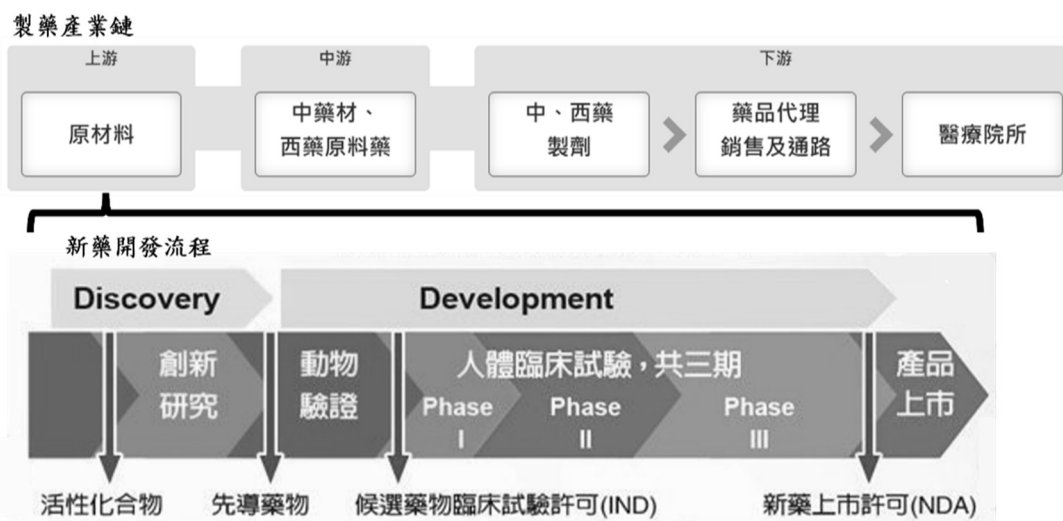 製藥產業鏈
上游
中游
下游
原材料
中藥材、
西藥原料藥
中、西藥
製劑
藥品代理
銷售及通路
醫療院所
新藥開發流程
Discovery
Development
創新
研究
動物
驗證
人體臨床試驗,共三期
Phase
I
Phase
II
Phase
III
產品
上市
活性化合物
先導藥物
候選藥物臨床試驗許可(IND)
新藥上市許可(NDA)